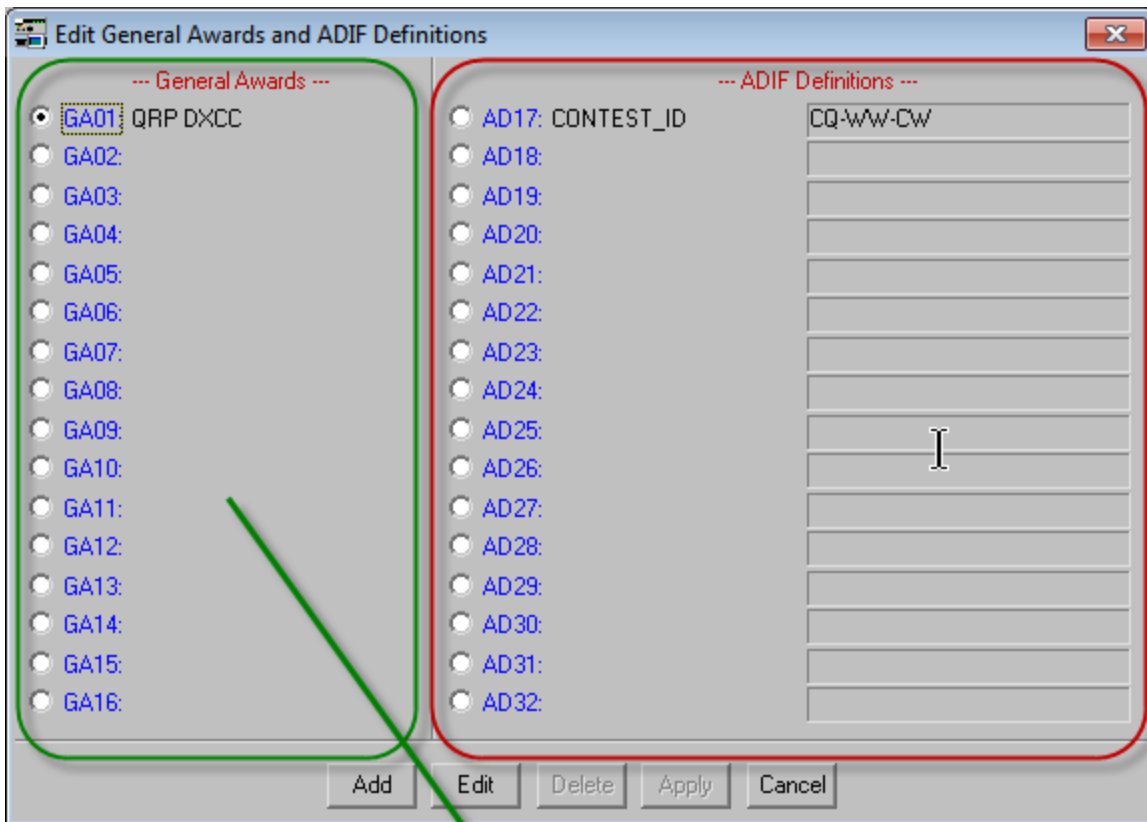 Edit General Awards and ADIF Definitions
--- General Awards ---
GA01: QRP DXCC
GA02:
GA03:
GA04:
GA05:
GA06:
GA07:
GA08:
GA09:
GA10:
GA11:
GA12:
GA13:
GA14:
GA15:
GA16:
--- ADIF Definitions ---
AD17: CONTEST_ID CQ-WW-CW
AD18:
AD19:
AD20:
AD21:
AD22:
AD23:
AD24:
AD25:
AD26:
AD27:
AD28:
AD29:
AD30:
AD31:
AD32:
Add Edit Delete Apply Cancel